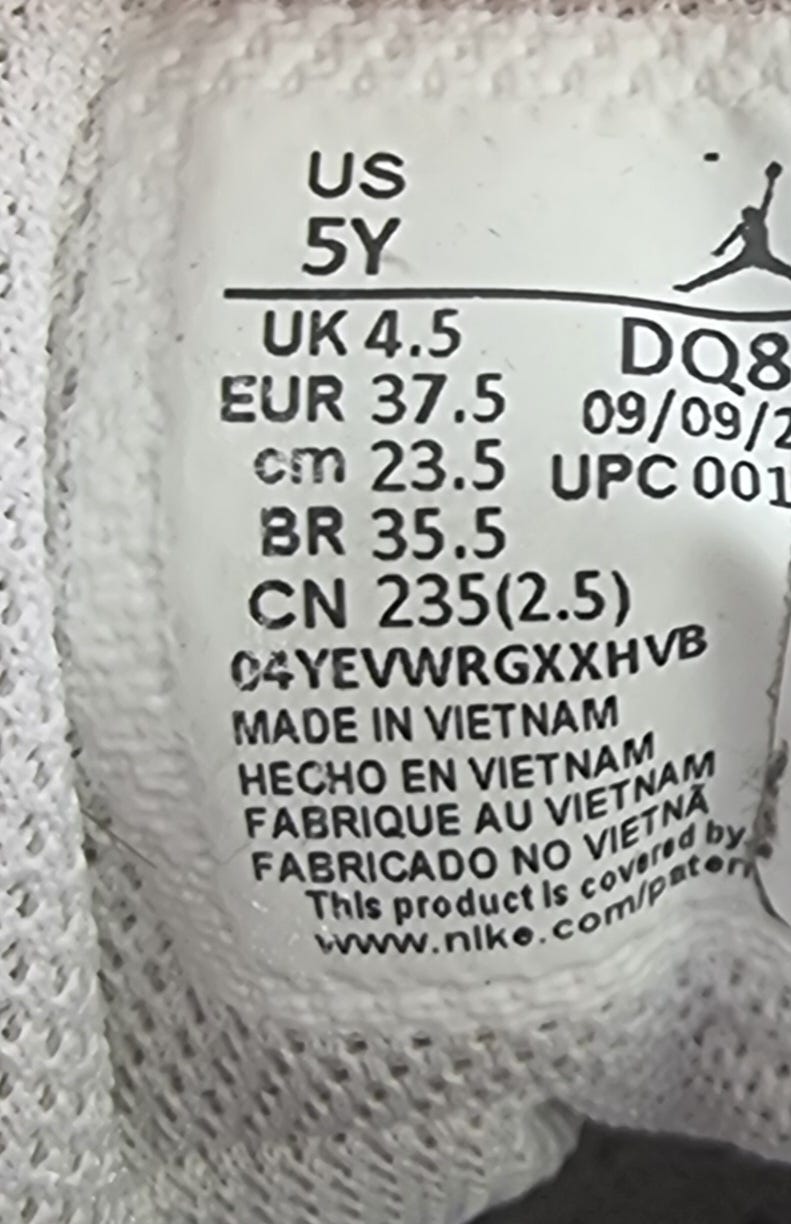 US
5Y
UK 4.5
EUR 37.5
cm 23.5
BR 35.5
CN 235(2.5)
DQ8
09/09/2
UPC 001
04YEVWRGXXHVB
MADE IN VIETNAM
HECHO EN VIETNAM
FABRIQUE AU VIETNAM
FABRICADO NO VIETNÃ
This product is covered by
www.nike.com/paten